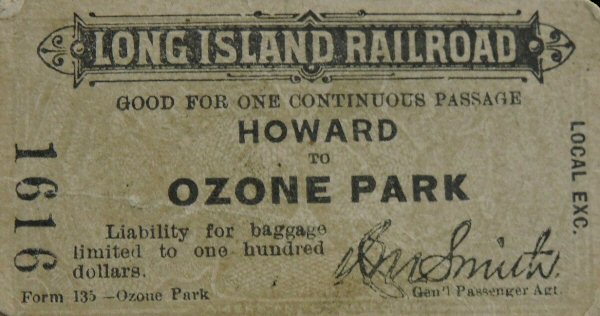 LONG ISLAND RAILROAD
GOOD FOR ONE CONTINUOUS PASSAGE
HOWARD
TO
OZONE PARK
1616
LOCAL EXC.
Liability for baggage
limited to one hundred
dollars.
Smith.
Form 135 —Ozone Park
Gen'l Passenger Agt.